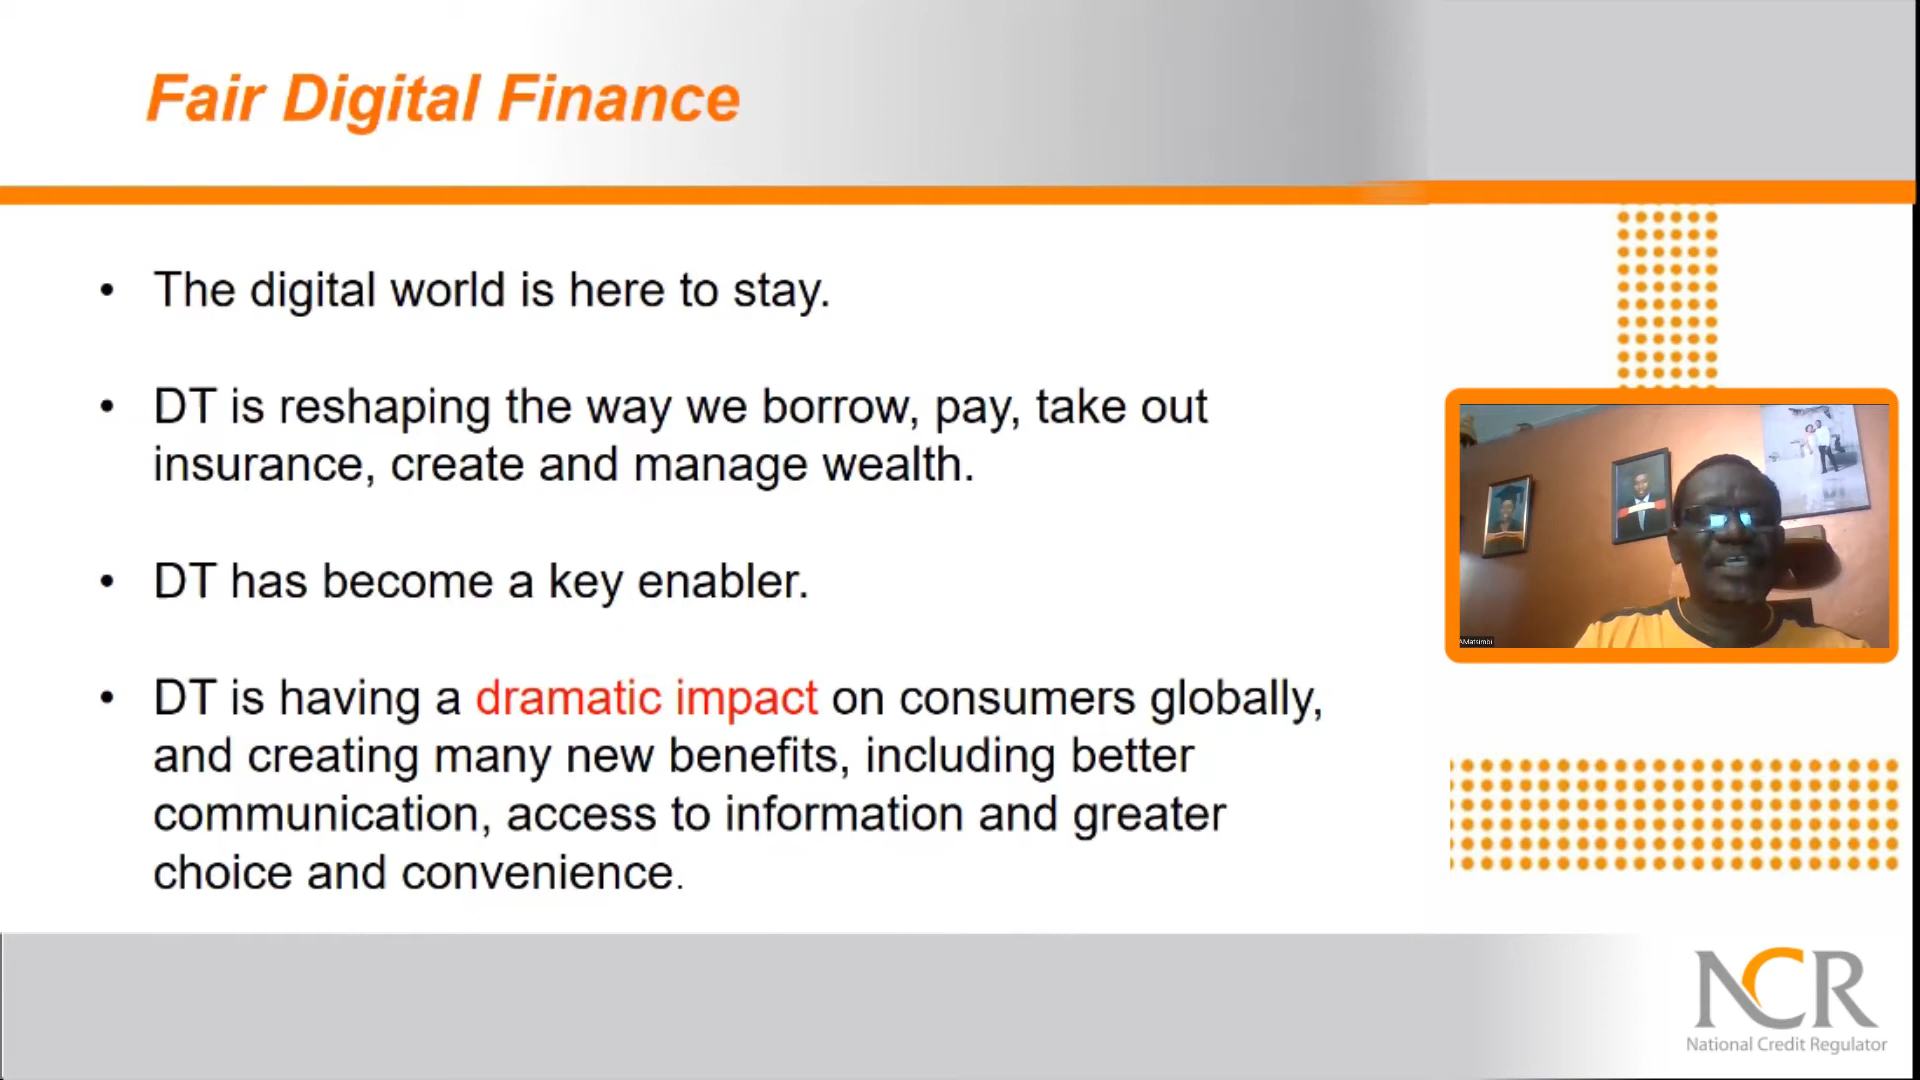 Fair Digital Finance
• The digital world is here to stay.
• DT is reshaping the way we borrow, pay, take out
insurance, create and manage wealth.
• DT has become a key enabler.
• DT is having a dramatic impact on consumers globally,
and creating many new benefits, including better
communication, access to information and greater
choice and convenience.
AMatsimbi
NCR
National Credit Regulator